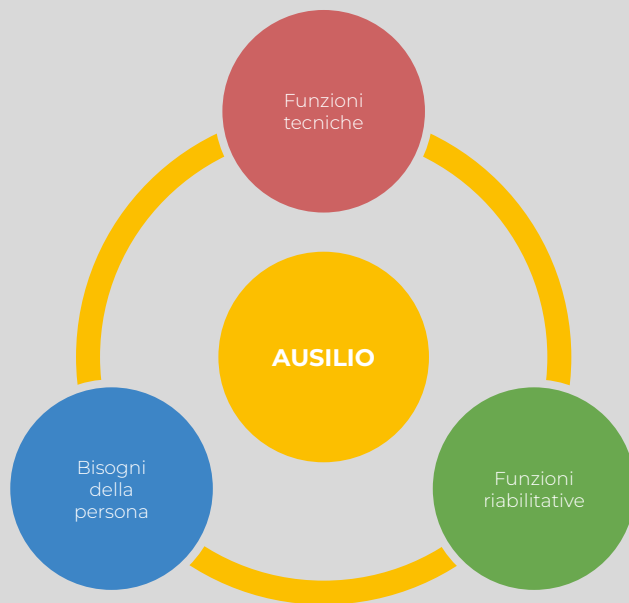 Funzioni
tecniche
AUSILIO
Bisogni
della
persona
Funzioni
riabilitative